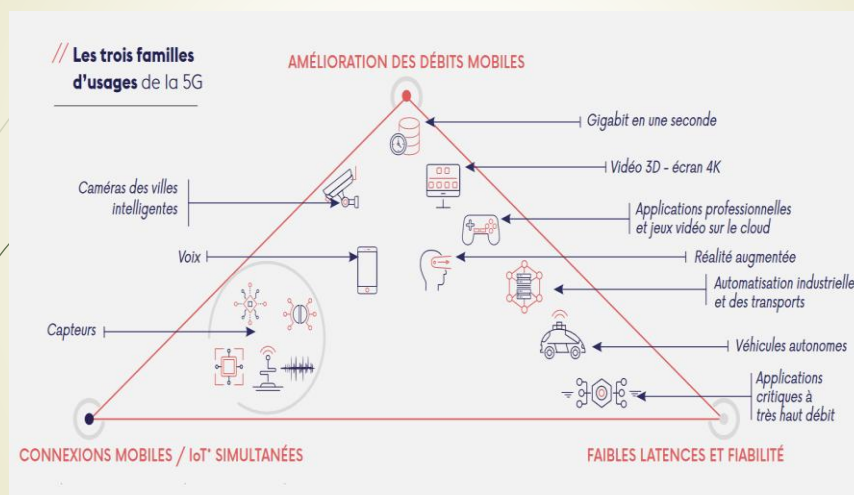 // Les trois familles
d'usages de la 5G
AMÉLIORATION DES DÉBITS MOBILES
Gigabit en une seconde
Vidéo 3D - écran 4K
Caméras des villes
intelligentes
Applications professionnelles
et jeux vidéo sur le cloud
Voix
Réalité augmentée
Automatisation industrielle
et des transports
Capteurs
Véhicules autonomes
Applications
critiques à
très haut débit
CONNEXIONS MOBILES / IoT* SIMULTANÉES
FAIBLES LATENCES ET FIABILITÉ